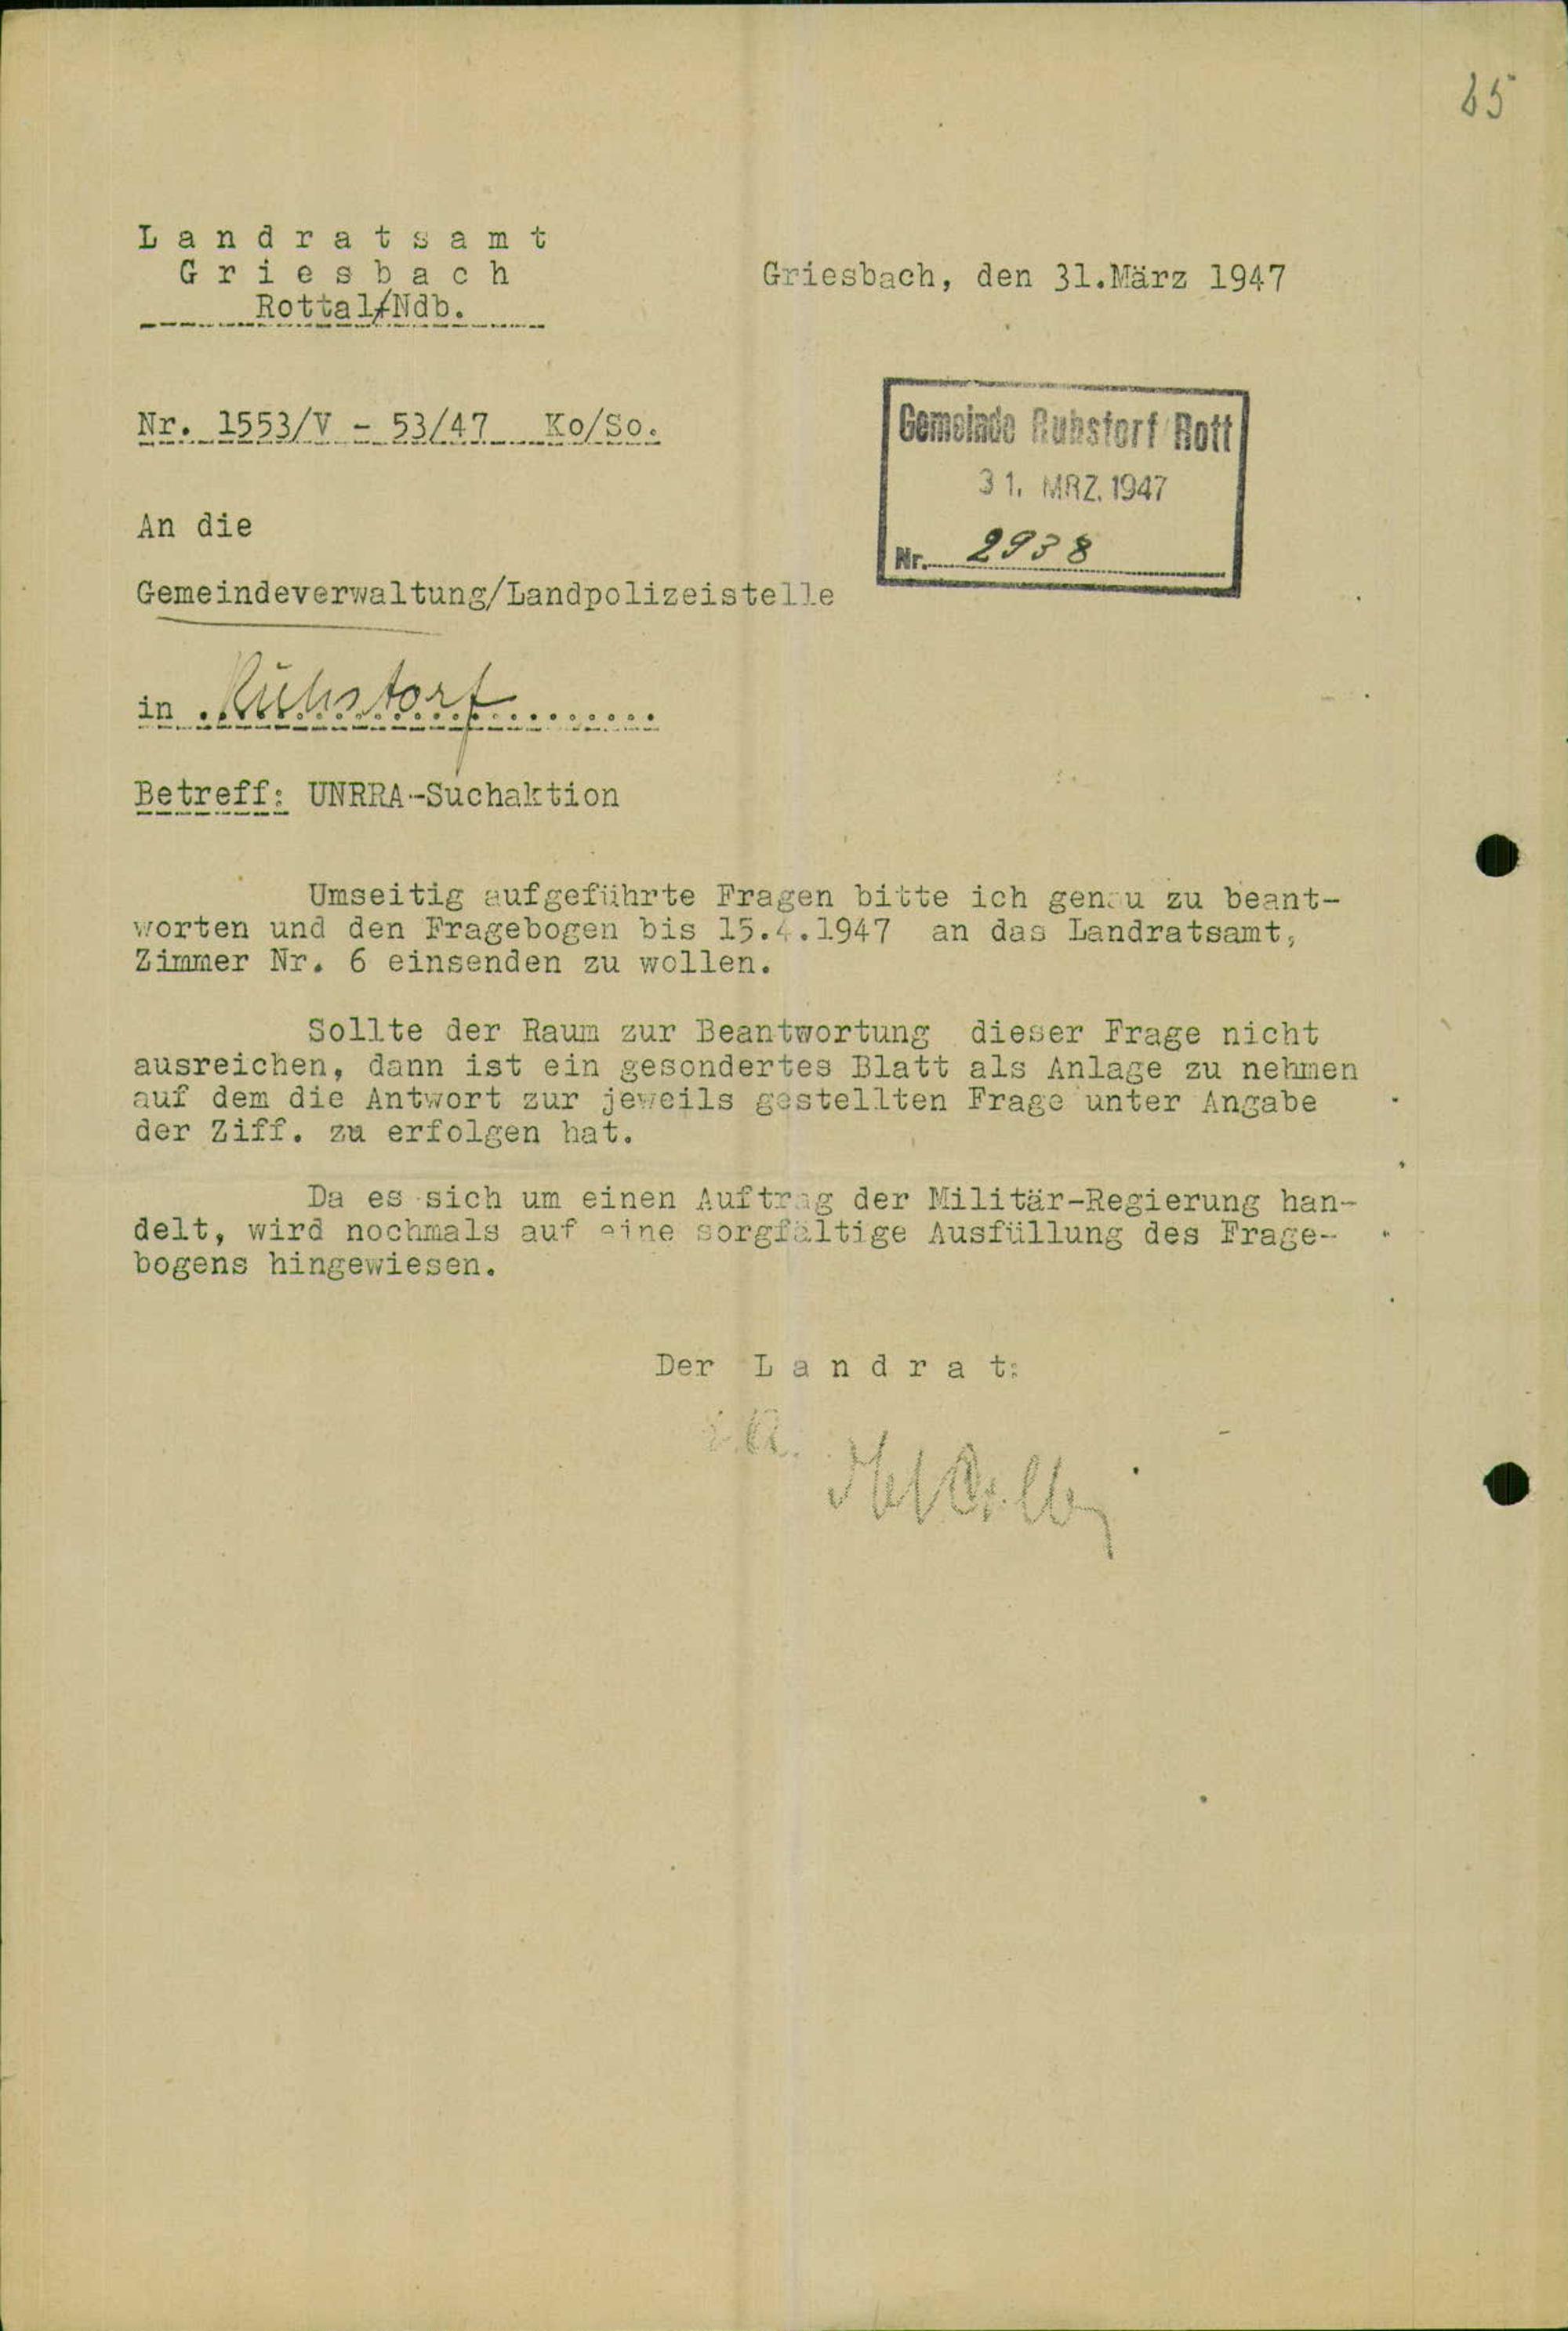 65
L a n d r a t s a m t
G r i e s b a c h
Rottal/Ndb.
Griesbach, den 31.März 1947
Nr. 1553/V - 53/47 Ko/So.
Gemeinde Ruhstorf Rott
31. MRZ. 1947
Nr. 2938
An die
Gemeindeverwaltung/Landpolizeistelle
in Ruhstorf
Betreff: UNRRA-Suchaktion
Umseitig aufgeführte Fragen bitte ich genau zu beant-
worten und den Fragebogen bis 15.4.1947 an das Landratsamt,
Zimmer Nr. 6 einsenden zu wollen.
Sollte der Raum zur Beantwortung dieser Frage nicht
ausreichen, dann ist ein gesondertes Blatt als Anlage zu nehmen
auf dem die Antwort zur jeweils gestellten Frage unter Angabe
der Ziff. zu erfolgen hat.
Da es sich um einen Auftrag der Militär-Regierung han-
delt, wird nochmals auf eine sorgfältige Ausfüllung des Frage-
bogens hingewiesen.
Der L a n d r a t:
i.A.